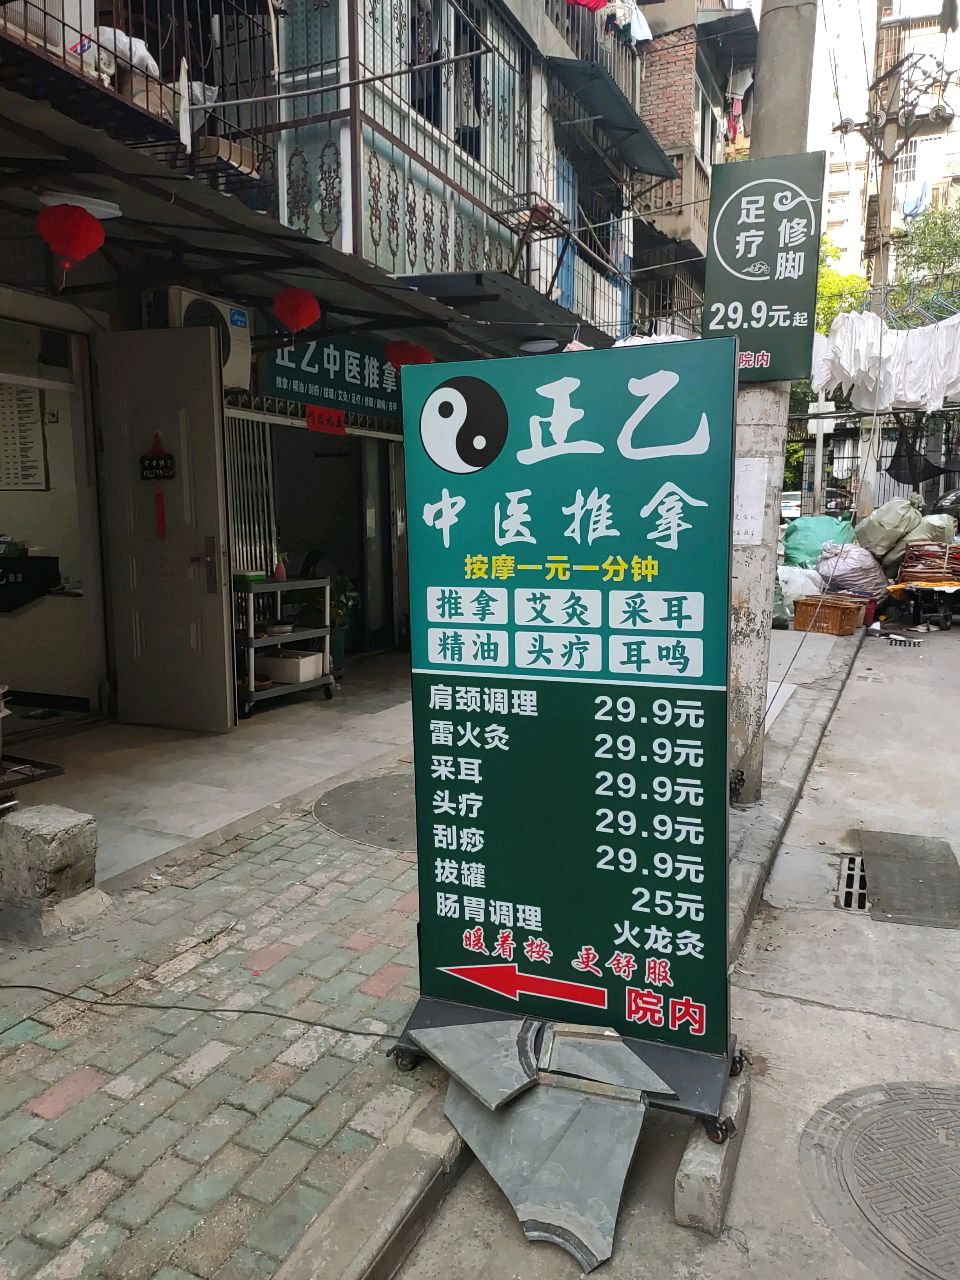 足疗
修脚
29.9元起
院内
正乙中医推拿
正乙
中医推拿
按摩一元一分钟
推拿 艾灸 采耳
精油 头疗 耳鸣
肩颈调理 29.9元
雷火灸 29.9元
采耳 29.9元
头疗 29.9元
刮痧 29.9元
拔罐 25元
肠胃调理 火龙灸
暖着按 更舒服
院内